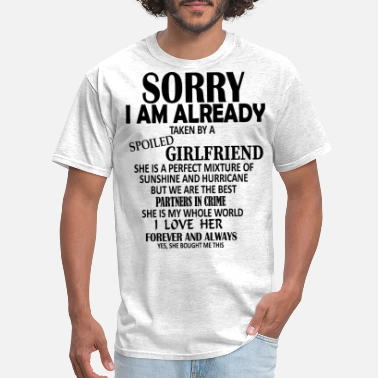 SORRY
I AM ALREADY
TAKEN BY A
SPOILED
GIRLFRIEND
SHE IS A PERFECT MIXTURE OF
SUNSHINE AND HURRICANE
BUT WE ARE THE BEST
PARTNERS IN CRIME
SHE IS MY WHOLE WORLD
I LOVE HER
FOREVER AND ALWAYS
YES, SHE BOUGHT ME THIS